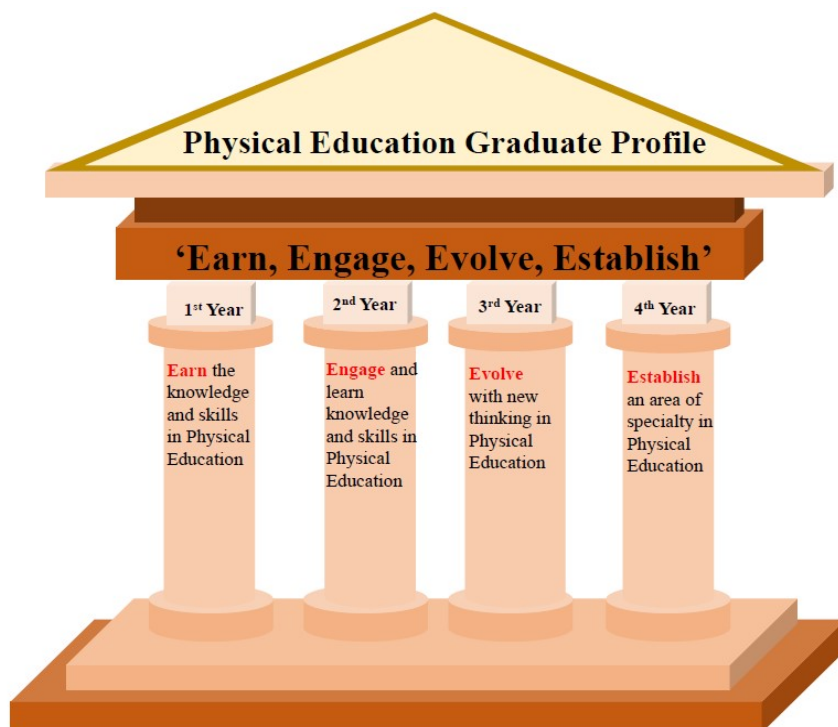 Physical Education Graduate Profile
‘Earn, Engage, Evolve, Establish’
1st Year
Earn the
knowledge
and skills
in Physical
Education
2nd Year
Engage and
learn
knowledge
and skills in
Physical
Education
3rd Year
Evolve
with new
thinking in
Physical
Education
4th Year
Establish
an area of
specialty in
Physical
Education